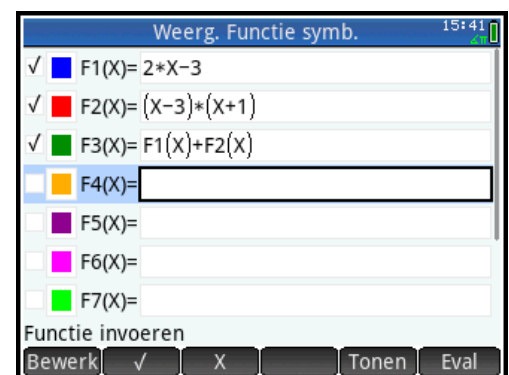 Weerg. Functie symb. 15:41
∡π
√ F1(X)= 2*X−3
√ F2(X)= (X−3)*(X+1)
√ F3(X)= F1(X)+F2(X)
F4(X)=
F5(X)=
F6(X)=
F7(X)=
Functie invoeren
Bewerk √ X Tonen Eval